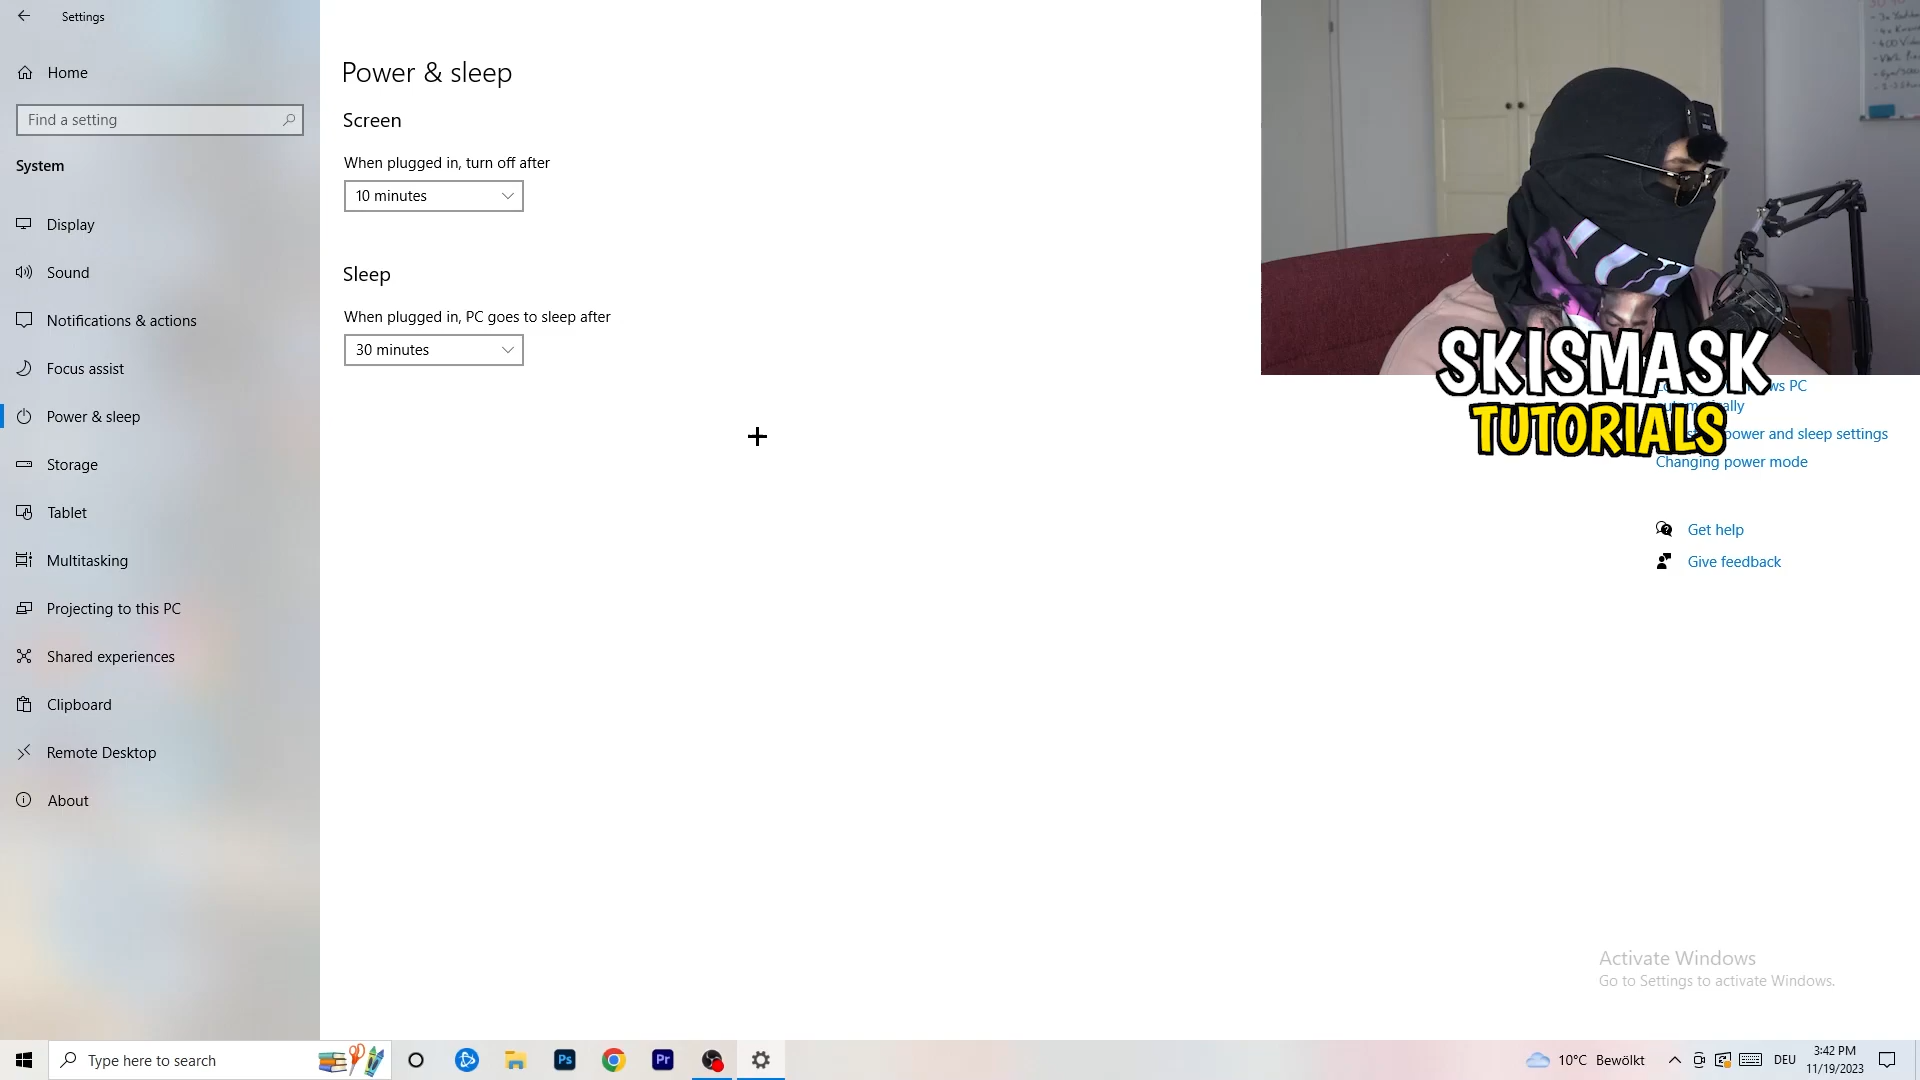 Settings
Home
Find a setting
System
Display
Sound
Notifications & actions
Focus assist
Power & sleep
Storage
Tablet
Multitasking
Projecting to this PC
Shared experiences
Clipboard
Remote Desktop
About
Power & sleep
Screen
When plugged in, turn off after
10 minutes
Sleep
When plugged in, PC goes to sleep after
30 minutes
SKISMASK
TUTORIALS
PC
power and sleep settings
Changing power mode
Get help
Give feedback
Activate Windows
Go to Settings to activate Windows.
Type here to search
Ps
Pr
10°C Bewölkt
DEU
3:42 PM
11/19/2023